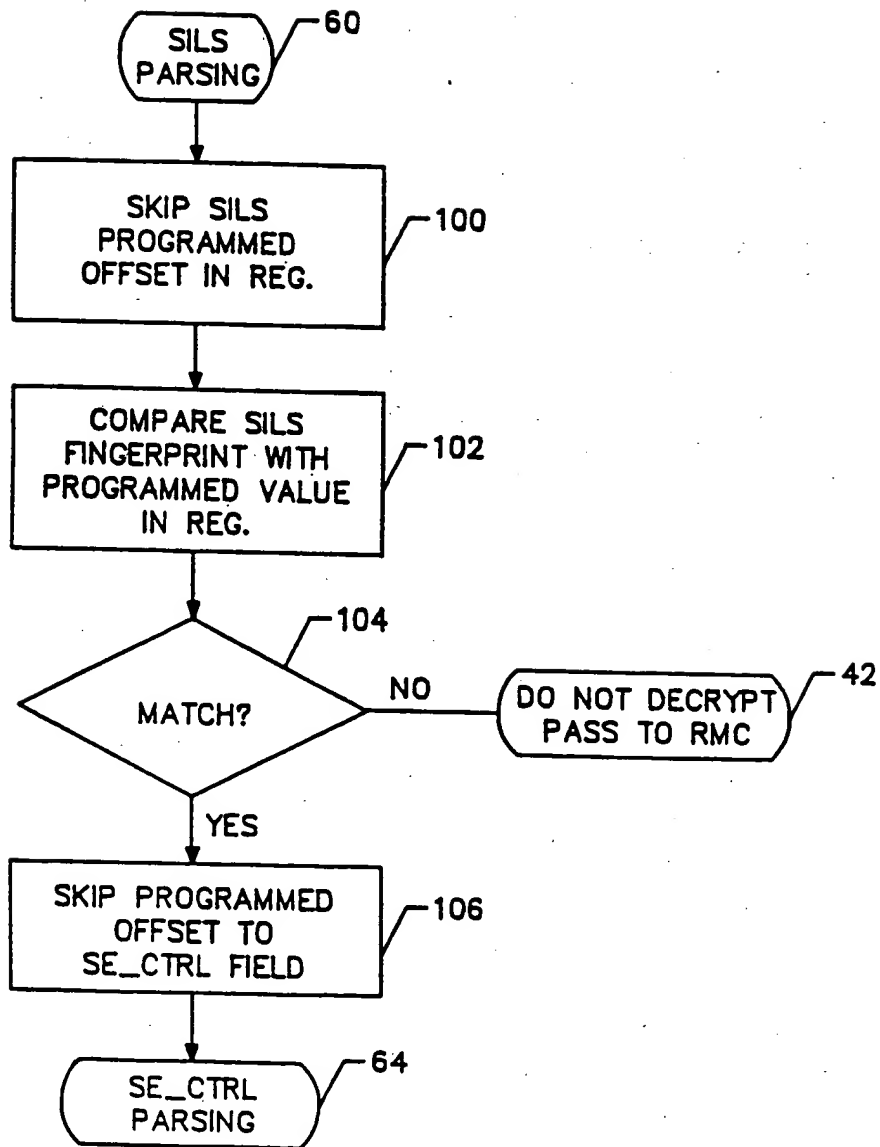 SILS
PARSING
60
SKIP SILS
PROGRAMMED
OFFSET IN REG.
100
COMPARE SILS
FINGERPRINT WITH
PROGRAMMED VALUE
IN REG.
102
104
MATCH?
NO
DO NOT DECRYPT
PASS TO RMC
42
YES
SKIP PROGRAMMED
OFFSET TO
SE_CTRL FIELD
106
SE_CTRL
PARSING
64